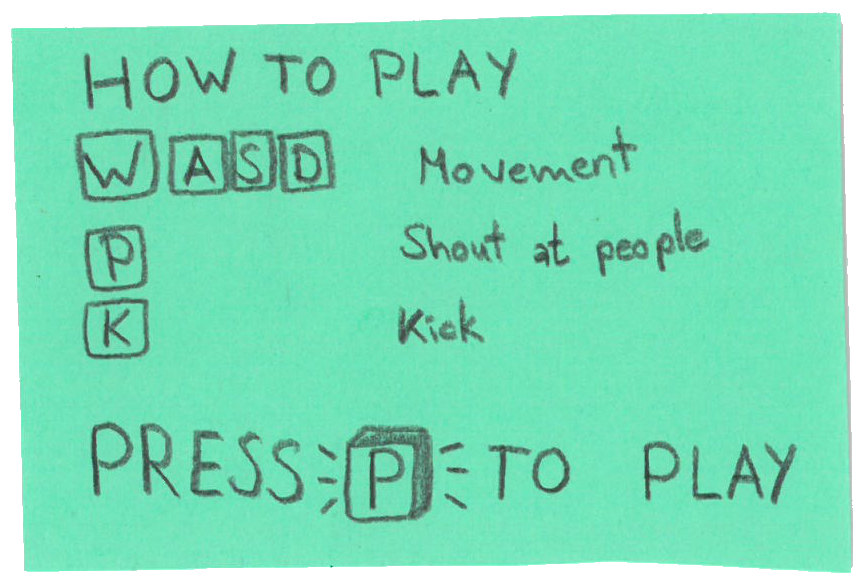 HOW TO PLAY
W A S D Movement
P Shout at people
K Kick
PRESS P TO PLAY